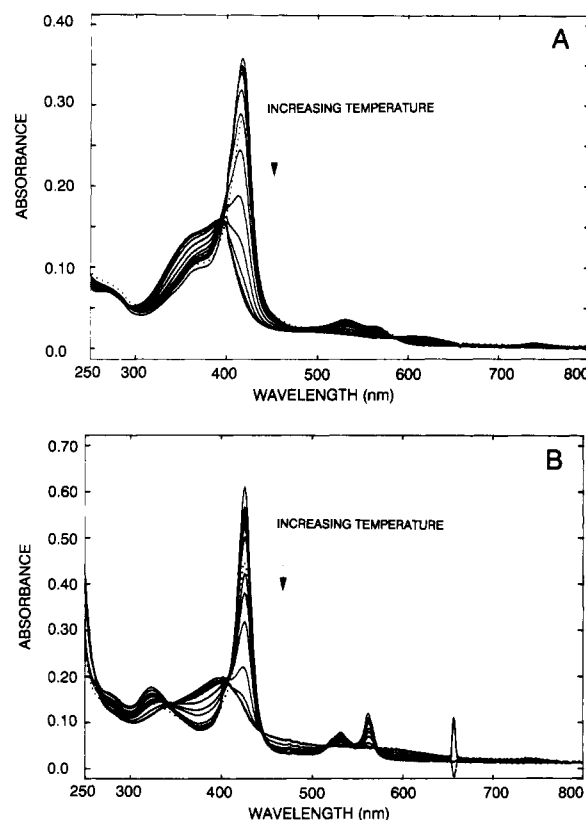 A
0.40
0.30
0.20
0.10
0.0
ABSORBANCE
INCREASING TEMPERATURE
250 300 400 500 600 700 800
WAVELENGTH (nm)
B
0.70
0.60
0.50
0.40
0.30
0.20
0.10
0.0
ABSORBANCE
INCREASING TEMPERATURE
250 300 400 500 600 700 800
WAVELENGTH (nm)